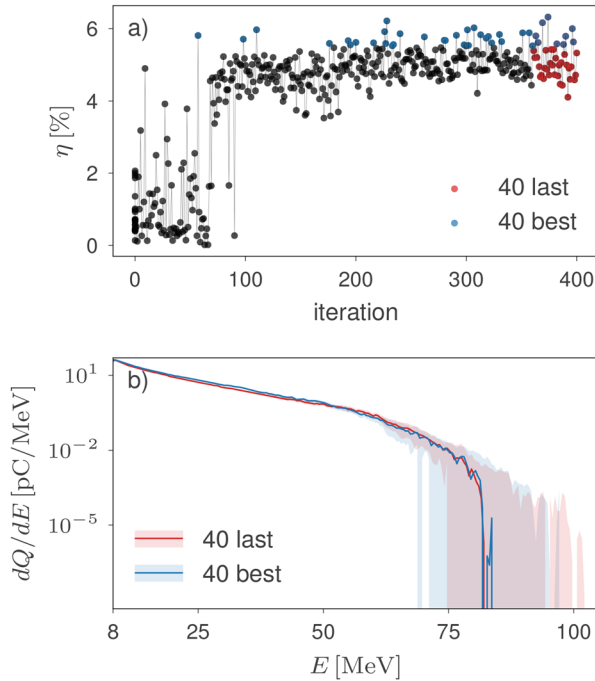 a)
6
4
2
0
η [%]
40 last
40 best
0 100 200 300 400
iteration
b)
10^1
10^-2
10^-5
dQ/dE [pC/MeV]
40 last
40 best
8 25 50 75 100
E [MeV]